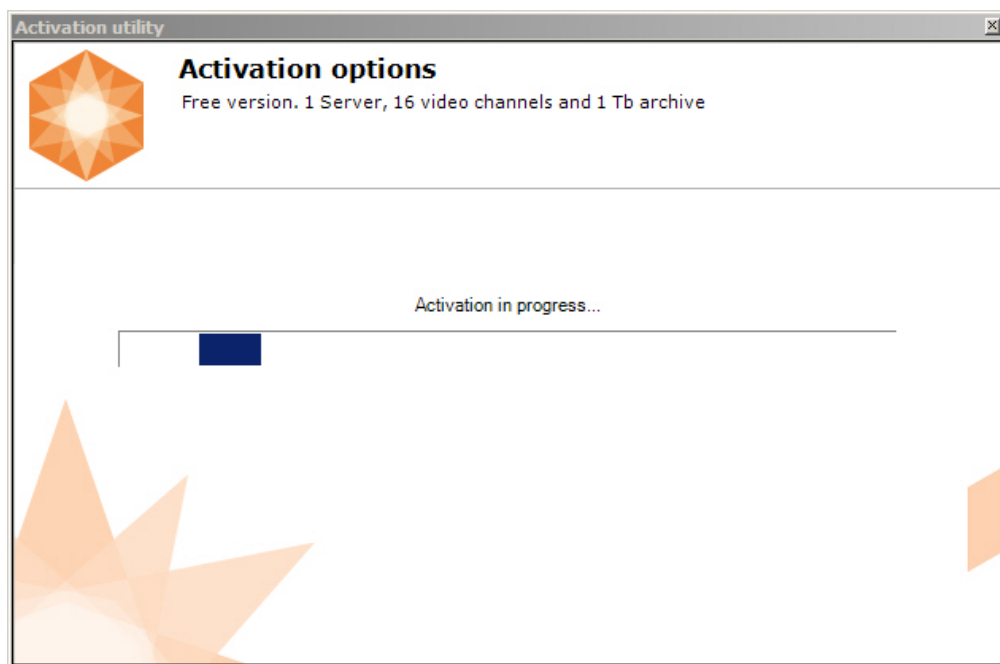 Activation utility
Activation options
Free version. 1 Server, 16 video channels and 1 Tb archive
Activation in progress...